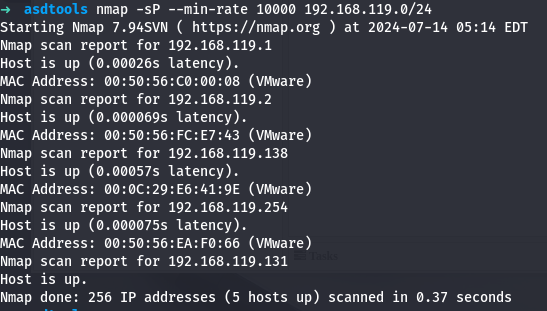 → asdtools nmap -sP --min-rate 10000 192.168.119.0/24
Starting Nmap 7.94SVN ( https://nmap.org ) at 2024-07-14 05:14 EDT
Nmap scan report for 192.168.119.1
Host is up (0.00026s latency).
MAC Address: 00:50:56:C0:00:08 (VMware)
Nmap scan report for 192.168.119.2
Host is up (0.000069s latency).
MAC Address: 00:50:56:FC:E7:43 (VMware)
Nmap scan report for 192.168.119.138
Host is up (0.00057s latency).
MAC Address: 00:0C:29:E6:41:9E (VMware)
Nmap scan report for 192.168.119.254
Host is up (0.000075s latency).
MAC Address: 00:50:56:EA:F0:66 (VMware)
Nmap scan report for 192.168.119.131
Host is up.
Nmap done: 256 IP addresses (5 hosts up) scanned in 0.37 seconds